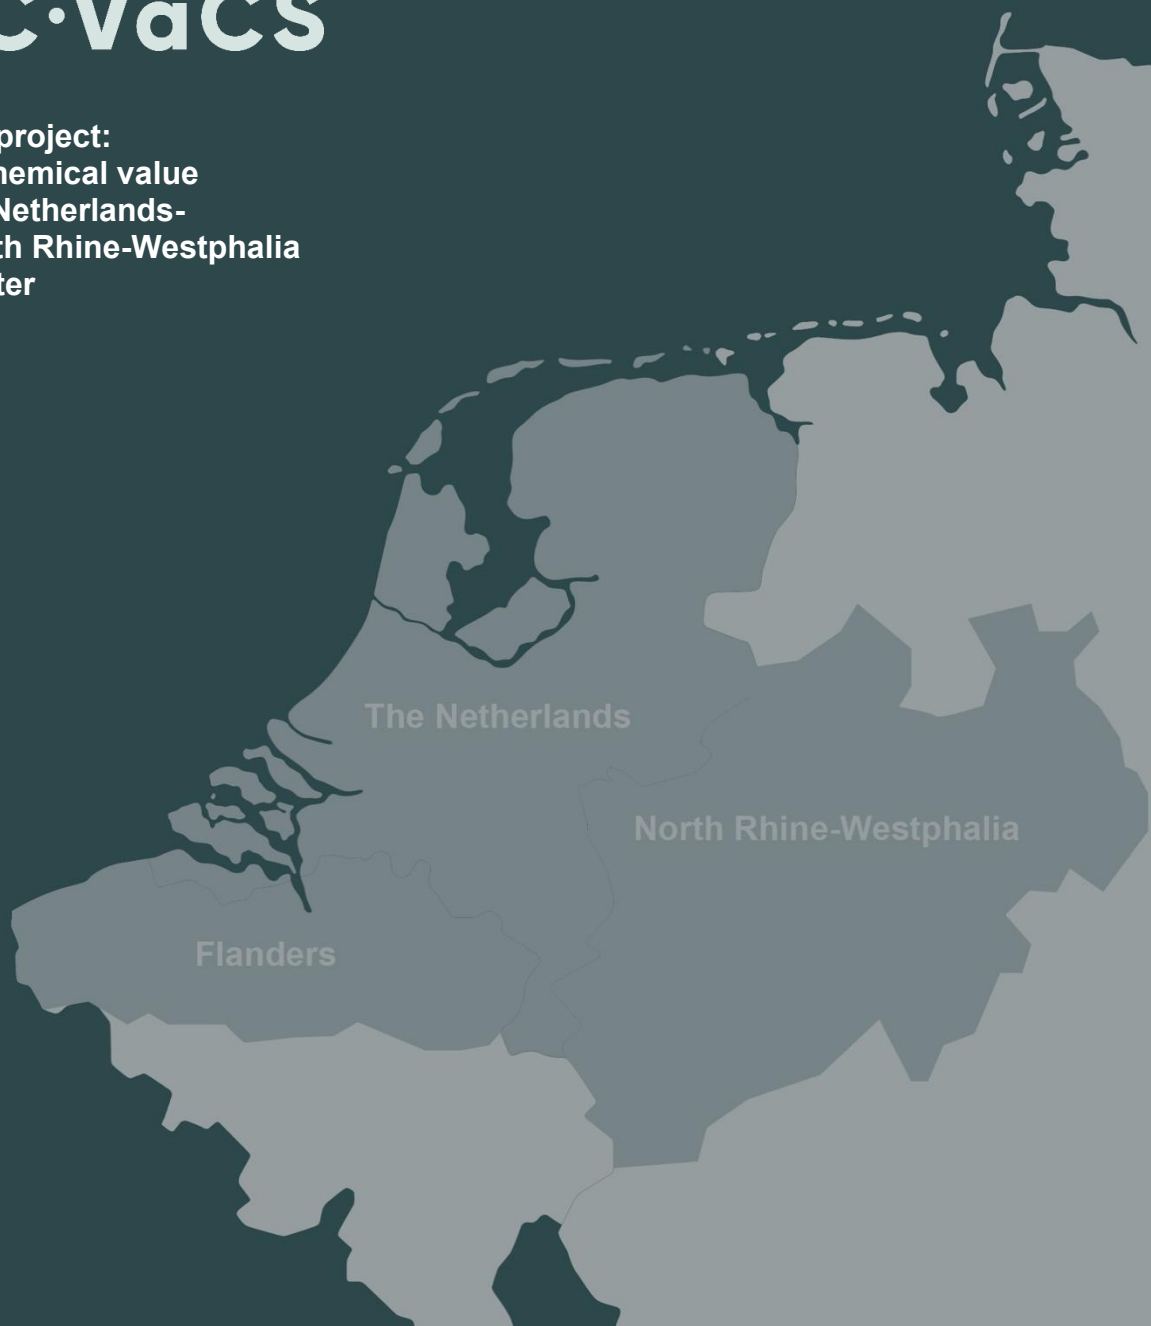 C·VaCS
project:
hemical value
Netherlands-
th Rhine-Westphalia
ter
The Netherlands
North Rhine-Westphalia
Flanders